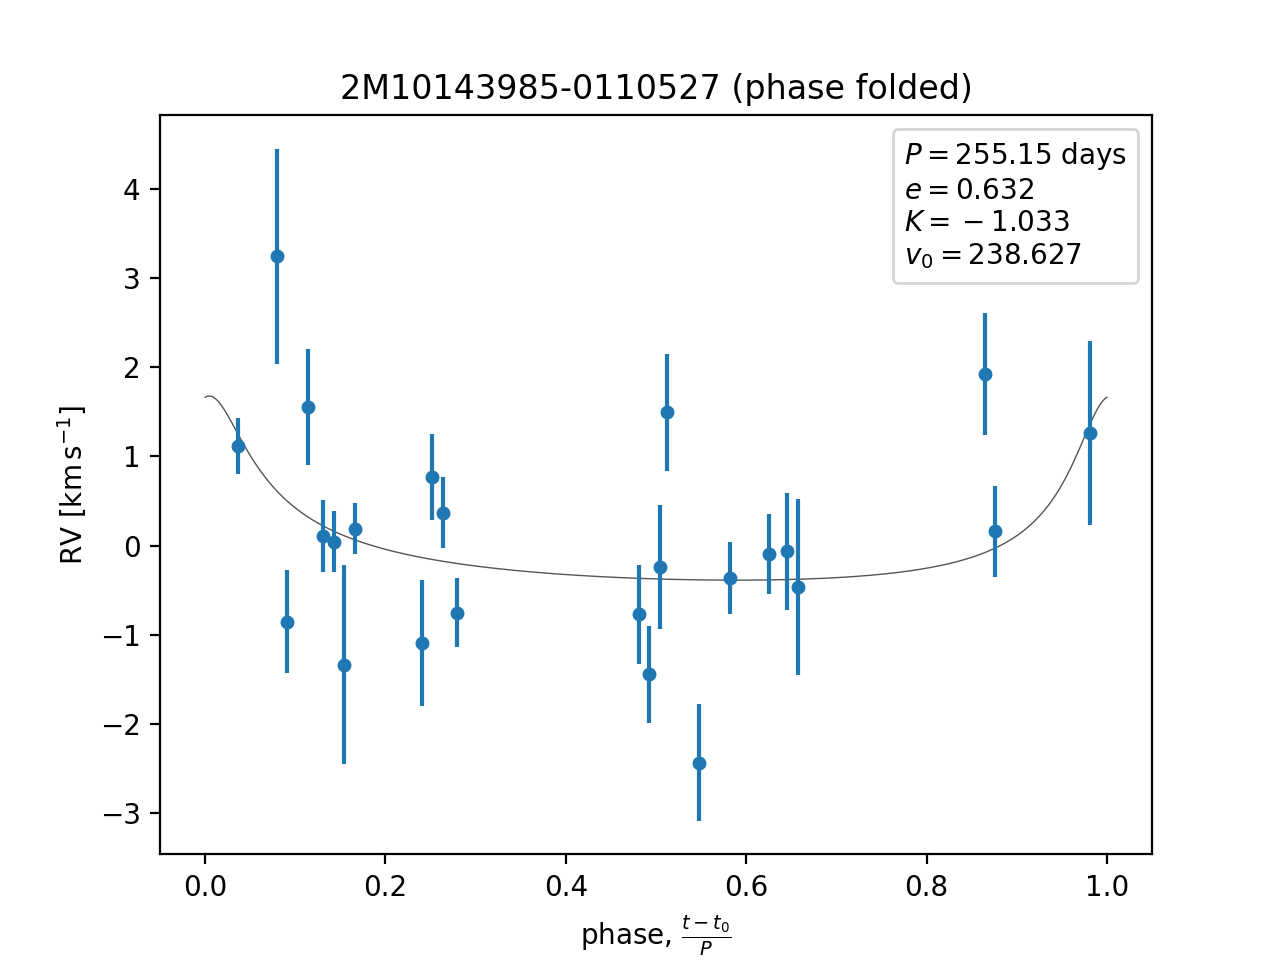 2M10143985-0110527 (phase folded)
P = 255.15 days
e = 0.632
K = −1.033
v₀ = 238.627
RV [km s⁻¹]
4
3
2
1
0
−1
−2
−3
0.0 0.2 0.4 0.6 0.8 1.0
phase, (t − t₀)/P